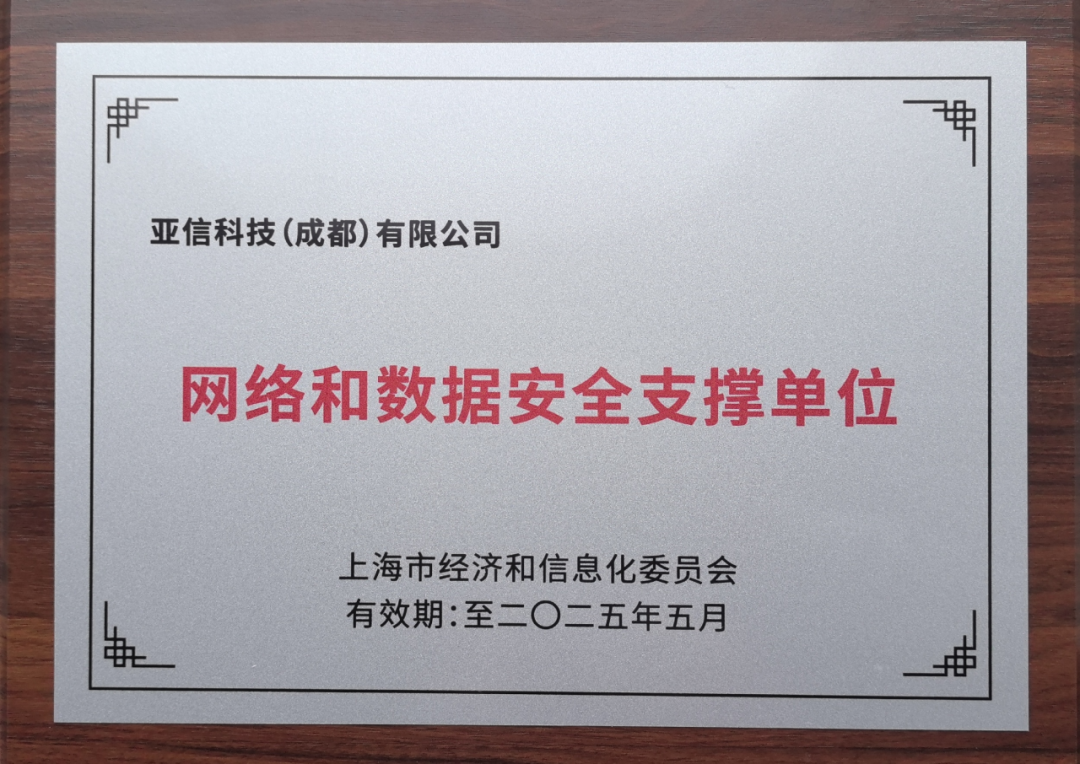 亚信科技（成都）有限公司
网络和数据安全支撑单位
上海市经济和信息化委员会
有效期：至二〇二五年五月